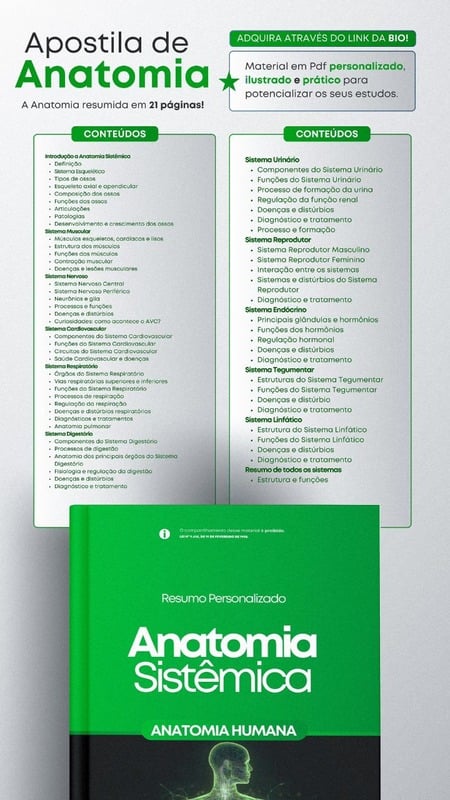 Apostila de
Anatomia
A Anatomia resumida em 21 páginas!
ADQUIRA ATRAVÉS DO LINK DA BIO!
Material em Pdf personalizado,
ilustrado e prático para
potencializar os seus estudos.
CONTEÚDOS
Introdução a Anatomia Sistêmica
Definição
Sistema Esquelético
Tipos de ossos
Esqueleto axial e apendicular
Composição dos ossos
Funções dos ossos
Articulações
Patologias
Desenvolvimento e crescimento dos ossos
Sistema Muscular
Músculos esqueletos, cardíacos e lisos
Estrutura dos músculos
Funções dos músculos
Contração muscular
Doenças e lesões musculares
Sistema Nervoso
Sistema Nervoso Central
Sistema Nervoso Periférico
Neurônios e glia
Processos e funções
Doenças e distúrbios
Curiosidades: como acontece o AVC?
Sistema Cardiovascular
Componentes do Sistema Cardiovascular
Funções do Sistema Cardiovascular
Circuitos do Sistema Cardiovascular
Saúde Cardiovascular e doenças
Sistema Respiratório
Órgãos do Sistema Respiratório
Vias respiratórias superiores e inferiores
Funções do Sistema Respiratório
Processos de respiração
Regulação da respiração
Doenças e distúrbios respiratórios
Diagnósticos e tratamentos
Anatomia pulmonar
Sistema Digestório
Componentes do Sistema Digestório
Processos de digestão
Anatomia dos principais órgãos do Sistema
Digestório
Fisiologia e regulação da digestão
Doenças e distúrbios
Diagnóstico e tratamento
CONTEÚDOS
Sistema Urinário
Componentes do Sistema Urinário
Funções do Sistema Urinário
Processo de formação da urina
Regulação da função renal
Doenças e distúrbios
Diagnóstico e tratamento
Processo e formação
Sistema Reprodutor
Sistema Reprodutor Masculino
Sistema Reprodutor Feminino
Interação entre os sistemas
Sistemas e distúrbios do Sistema
Reprodutor
Diagnóstico e tratamento
Sistema Endócrino
Principais glândulas e hormônios
Funções dos hormônios
Regulação hormonal
Doenças e distúrbios
Diagnóstico e tratamento
Sistema Tegumentar
Estruturas do Sistema Tegumentar
Funções do Sistema Tegumentar
Doenças e distúrbio
Diagnóstico e tratamento
Sistema Linfático
Estrutura do Sistema Linfático
Funções do Sistema Linfático
Doenças e distúrbios
Diagnóstico e tratamento
Resumo de todos os sistemas
Estrutura e funções
O compartilhamento desse material é proibido.
LEI Nº 9.610, DE 19 DE FEVEREIRO DE 1998.
Resumo Personalizado
Anatomia
Sistêmica
ANATOMIA HUMANA